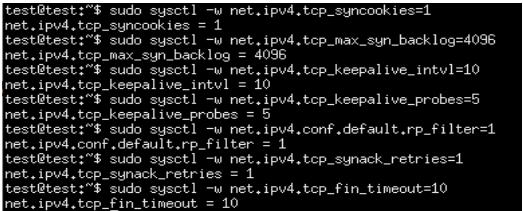 test@test:~$ sudo sysctl -w net.ipv4.tcp_syncookies=1
net.ipv4.tcp_syncookies = 1
test@test:~$ sudo sysctl -w net.ipv4.tcp_max_syn_backlog=4096
net.ipv4.tcp_max_syn_backlog = 4096
test@test:~$ sudo sysctl -w net.ipv4.tcp_keepalive_intvl=10
net.ipv4.tcp_keepalive_intvl = 10
test@test:~$ sudo sysctl -w net.ipv4.tcp_keepalive_probes=5
net.ipv4.tcp_keepalive_probes = 5
test@test:~$ sudo sysctl -w net.ipv4.conf.default.rp_filter=1
net.ipv4.conf.default.rp_filter = 1
test@test:~$ sudo sysctl -w net.ipv4.tcp_synack_retries=1
net.ipv4.tcp_synack_retries = 1
test@test:~$ sudo sysctl -w net.ipv4.tcp_fin_timeout=10
net.ipv4.tcp_fin_timeout = 10